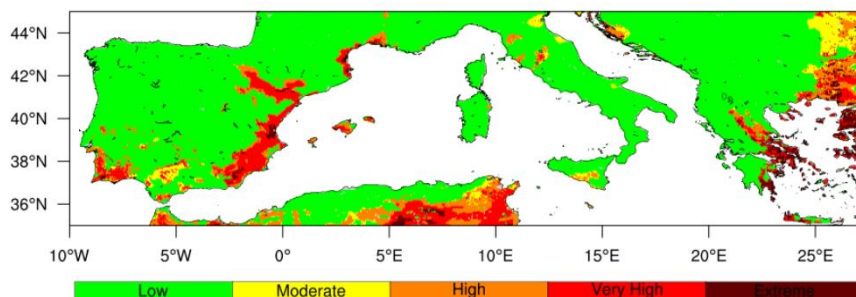 44°N
42°N
40°N
38°N
36°N
10°W 5°W 0° 5°E 10°E 15°E 20°E 25°E
Low Moderate High Very High Extreme